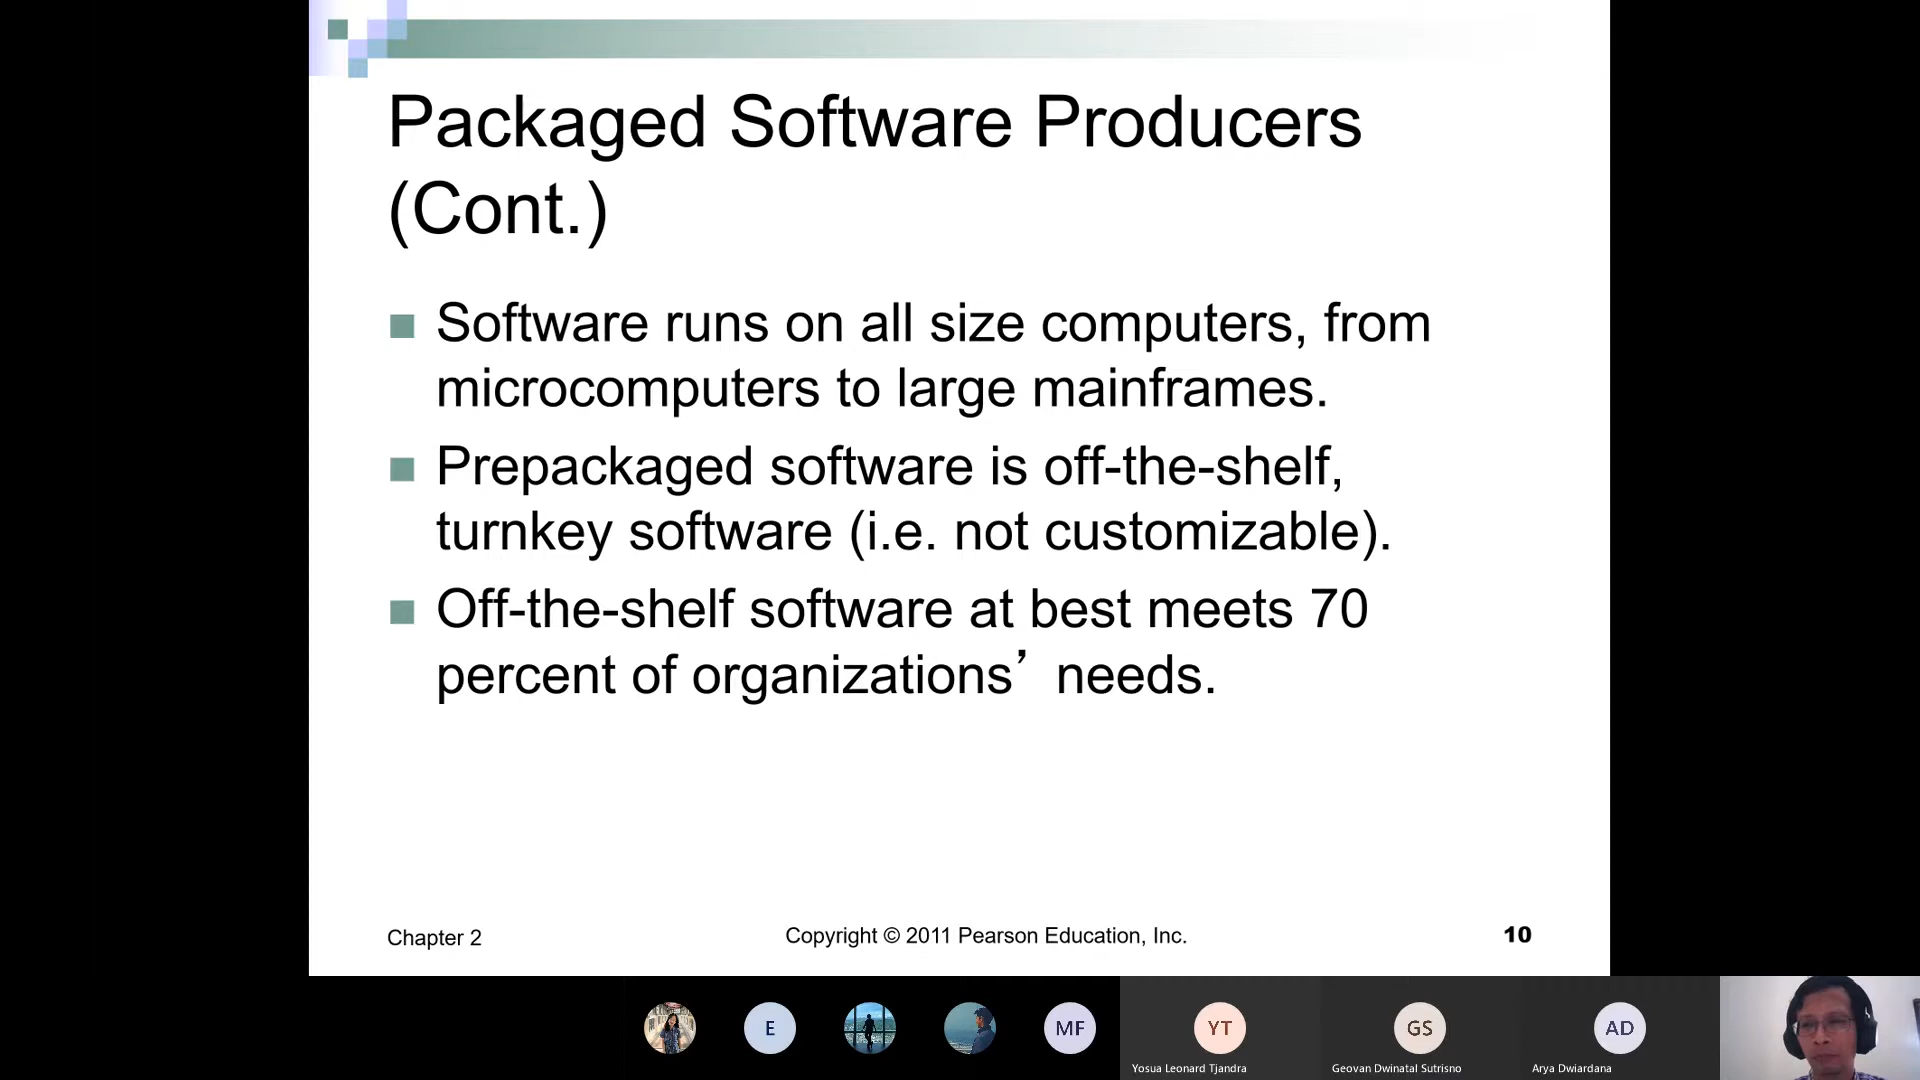 Packaged Software Producers
(Cont.)
Software runs on all size computers, from
microcomputers to large mainframes.
Prepackaged software is off-the-shelf,
turnkey software (i.e. not customizable).
Off-the-shelf software at best meets 70
percent of organizations’ needs.
Chapter 2
Copyright © 2011 Pearson Education, Inc.
10
E
MF
YT
GS
AD
Yosua Leonard Tjandra
Geovan Dwinatal Sutrisno
Arya Dwiardana